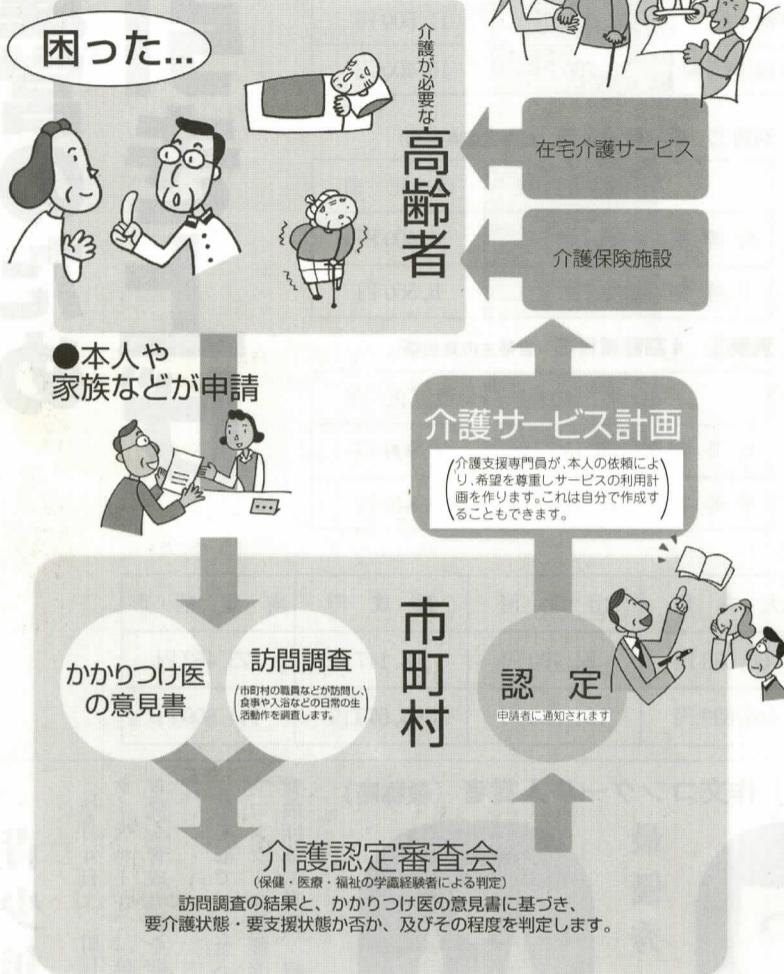 困った…
介護が必要な
高齢者
在宅介護サービス
介護保険施設
●本人や
家族などが申請
介護サービス計画
(介護支援専門員が、本人の依頼によ
り、希望を尊重しサービスの利用計
画を作ります。これは自分で作成す
ることもできます。)
市町村
かかりつけ医
の意見書
訪問調査
(市町村の職員などが訪問し、
食事や入浴などの日常の生
活動作を調査します。)
認定
申請者に通知されます
介護認定審査会
(保健・医療・福祉の学識経験者による判定)
訪問調査の結果と、かかりつけ医の意見書に基づき、
要介護状態・要支援状態か否か、及びその程度を判定します。